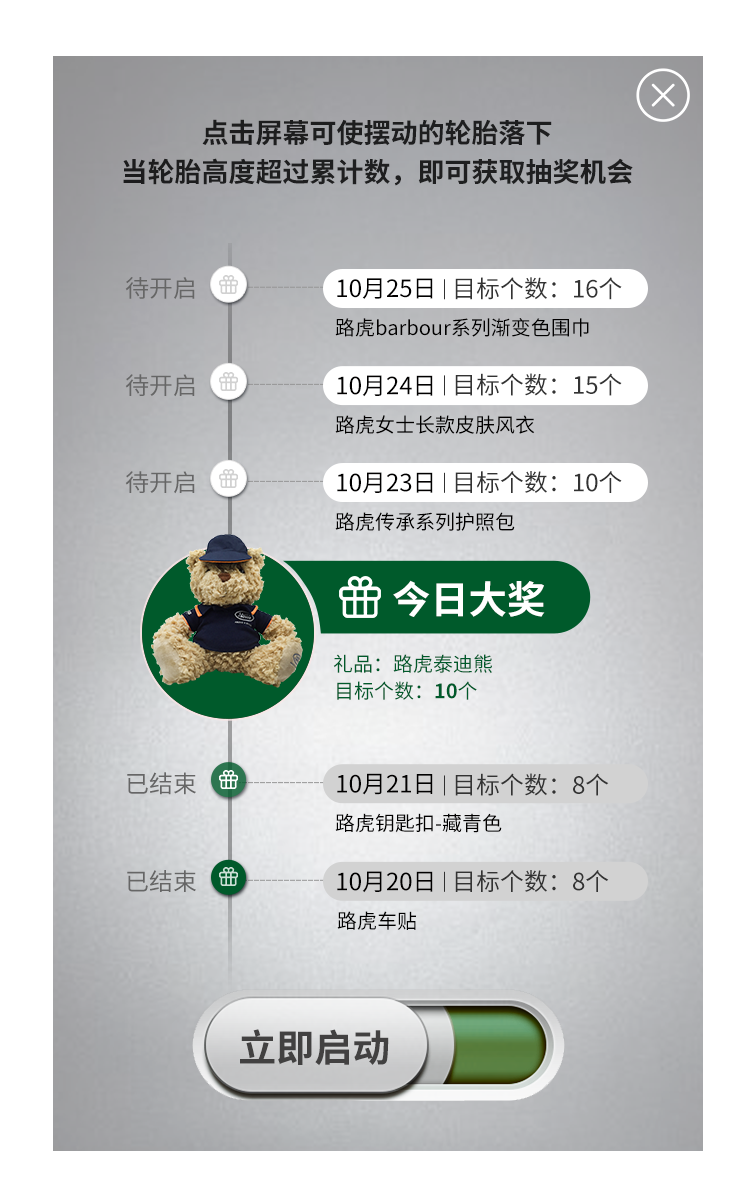 点击屏幕可使摆动的轮胎落下
当轮胎高度超过累计数，即可获取抽奖机会
待开启
10月25日 | 目标个数：16个
路虎barbour系列渐变色围巾
待开启
10月24日 | 目标个数：15个
路虎女士长款皮肤风衣
待开启
10月23日 | 目标个数：10个
路虎传承系列护照包
今日大奖
礼品：路虎泰迪熊
目标个数：10个
已结束
10月21日 | 目标个数：8个
路虎钥匙扣-藏青色
已结束
10月20日 | 目标个数：8个
路虎车贴
立即启动